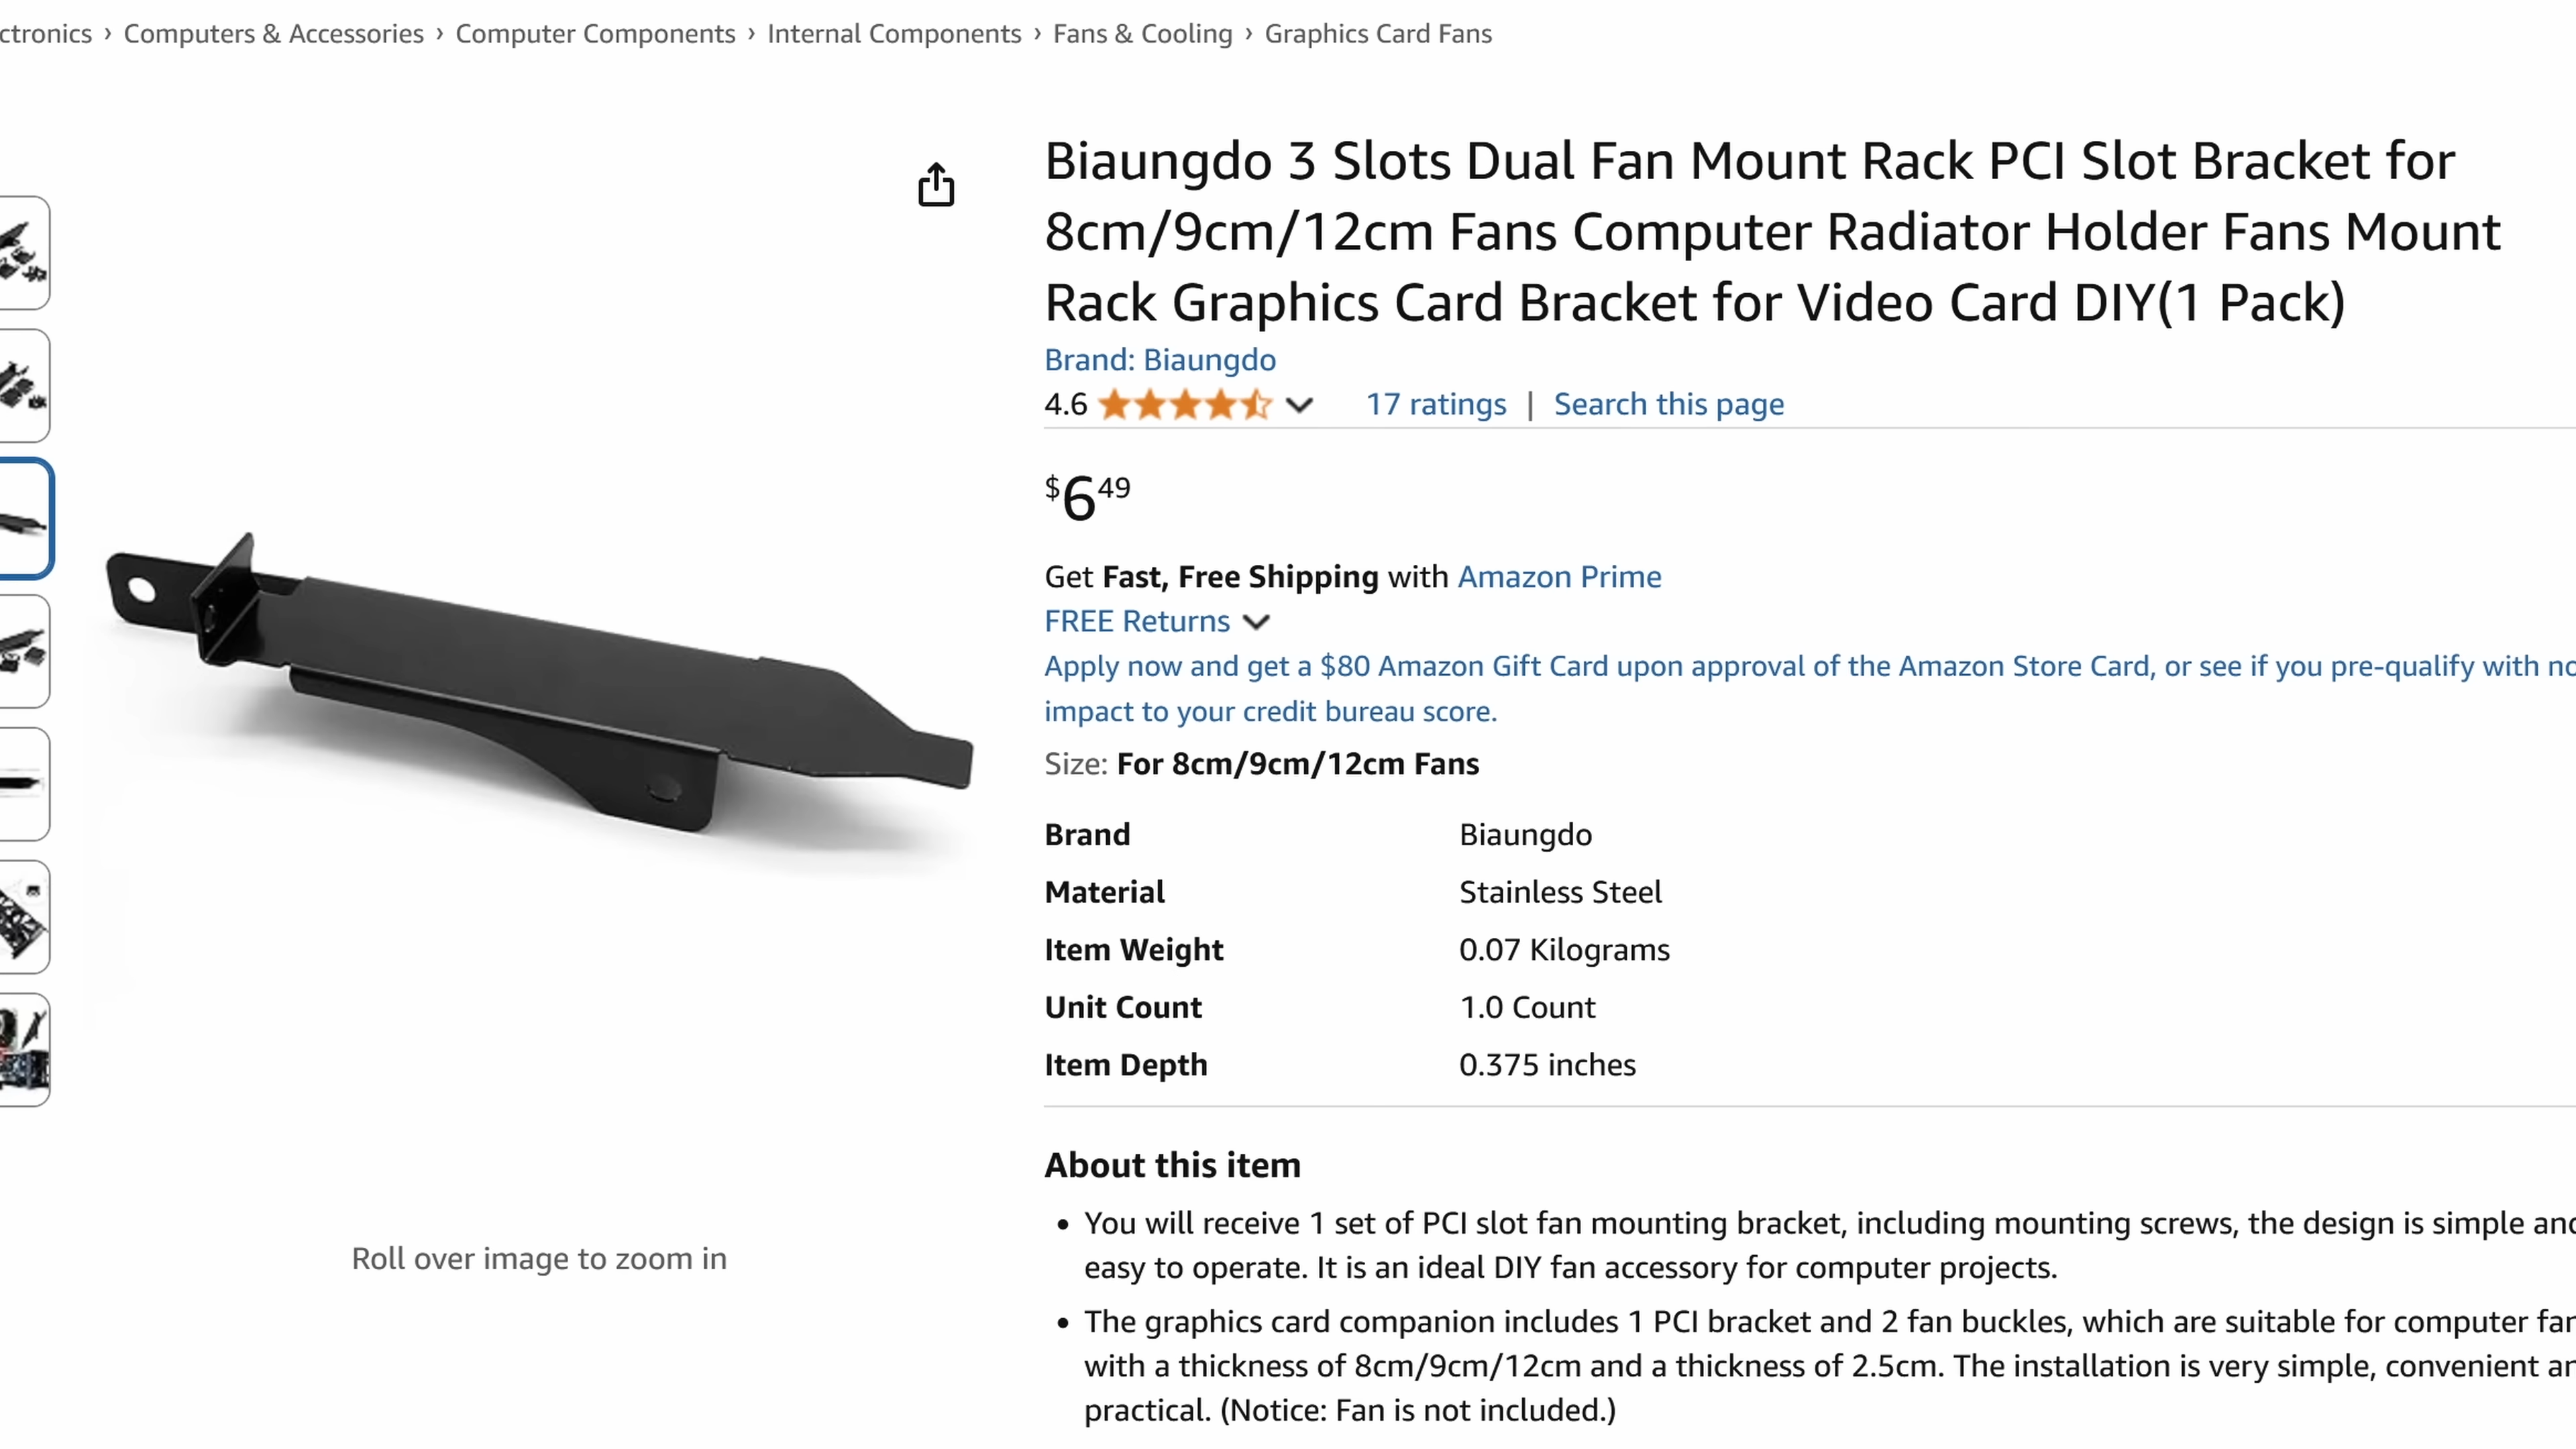 ctronics › Computers & Accessories › Computer Components › Internal Components › Fans & Cooling › Graphics Card Fans
Biaungdo 3 Slots Dual Fan Mount Rack PCI Slot Bracket for
8cm/9cm/12cm Fans Computer Radiator Holder Fans Mount
Rack Graphics Card Bracket for Video Card DIY(1 Pack)
Brand: Biaungdo
4.6 17 ratings | Search this page
$6 49
Get Fast, Free Shipping with Amazon Prime
FREE Returns
Apply now and get a $80 Amazon Gift Card upon approval of the Amazon Store Card, or see if you pre-qualify with no
impact to your credit bureau score.
Size: For 8cm/9cm/12cm Fans
Brand Biaungdo
Material Stainless Steel
Item Weight 0.07 Kilograms
Unit Count 1.0 Count
Item Depth 0.375 inches
About this item
• You will receive 1 set of PCI slot fan mounting bracket, including mounting screws, the design is simple and
easy to operate. It is an ideal DIY fan accessory for computer projects.
• The graphics card companion includes 1 PCI bracket and 2 fan buckles, which are suitable for computer fan
with a thickness of 8cm/9cm/12cm and a thickness of 2.5cm. The installation is very simple, convenient an
practical. (Notice: Fan is not included.)
Roll over image to zoom in